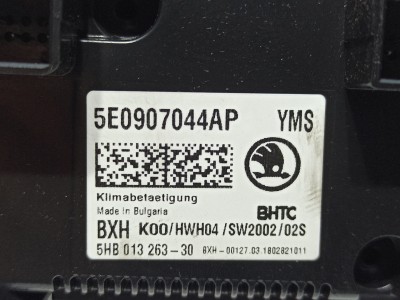 5E0907044AP YMS
Klimabetaetigung
Made in Bulgaria BHTC
BXH K00/HWH04/SW2002/02S
5HB 013 263-30 BXH-00127.03.1802821011